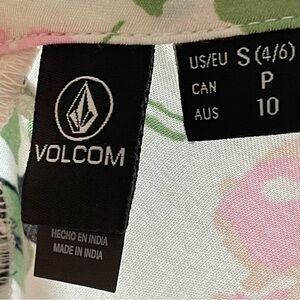 VOLCOM
HECHO EN INDIA
MADE IN INDIA
US/EU S (4/6)
CAN P
AUS 10